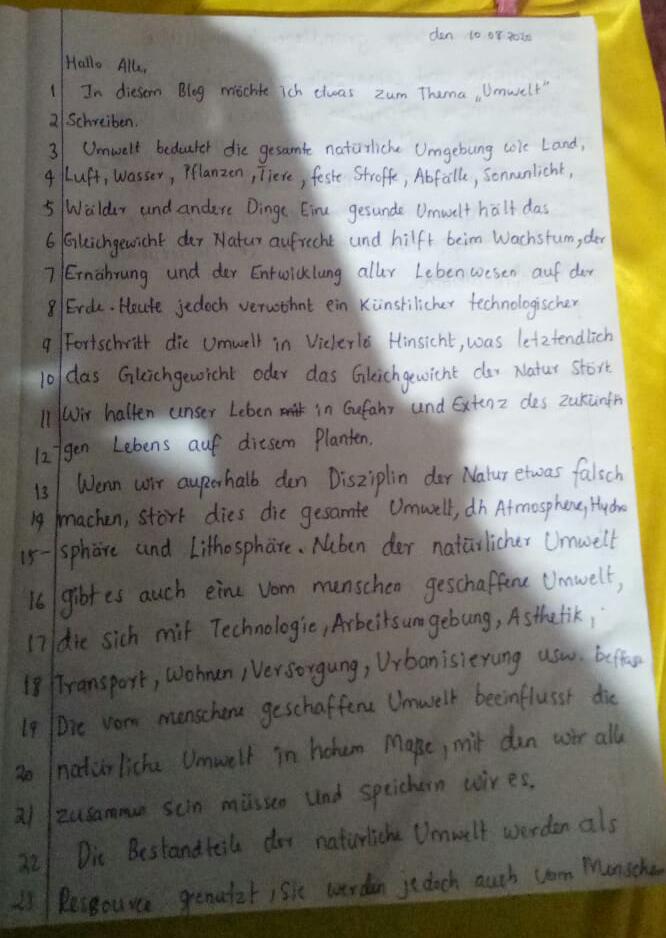 den 10.08.2020
Hallo Alle,
1 In diesem Blog möchte ich etwas zum Thema „Umwelt"
2 Schreiben.
3 Umwelt bedeutet die gesamte natürliche Umgebung wie Land,
4 Luft, Wasser, Pflanzen, Tiere, feste Stroffe, Abfälle, Sonnenlicht,
5 Wälder und andere Dinge Eine gesunde Umwelt hält das
6 Gleichgewicht der Natur aufrecht und hilft beim Wachstum, der
7 Ernährung und der Entwicklung aller Lebenwesen auf der
8 Erde. Heute jedoch verwöhnt ein Künstilicher technologischer
9 Fortschritt die Umwelt in Vielerlei Hinsicht, was letztendlich
10 das Gleichgewicht oder das Gleichgewicht der Natur Stört
11 Wir halten unser Leben mit in Gefahr und Extenz des zukünft
12 -gen Lebens auf diesem Planten.
13 Wenn wir außerhalb den Disziplin der Natur etwas falsch
14 machen, stört dies die gesamte Umwelt, dh Atmosphere, Hydro
15 -sphäre und Lithosphäre. Neben der natürlicher Umwelt
16 gibt es auch eine vom menschen geschaffene Umwelt,
17 die sich mit Technologie, Arbeitsumgebung, Asthetik,
18 Transport, Wohnen, Versorgung, Urbanisierung usw. befasse
19 Die vom menschene geschaffene Umwelt beeinflusst die
20 natürliche Umwelt in hohem Maße, mit den wir alle
21 zusammen sein müssen und speichern wir es.
22 Die Bestandteile der natürliche Umwelt werden als
23 Ressource grenutzt, sie werden jedoch auch vom Menschen